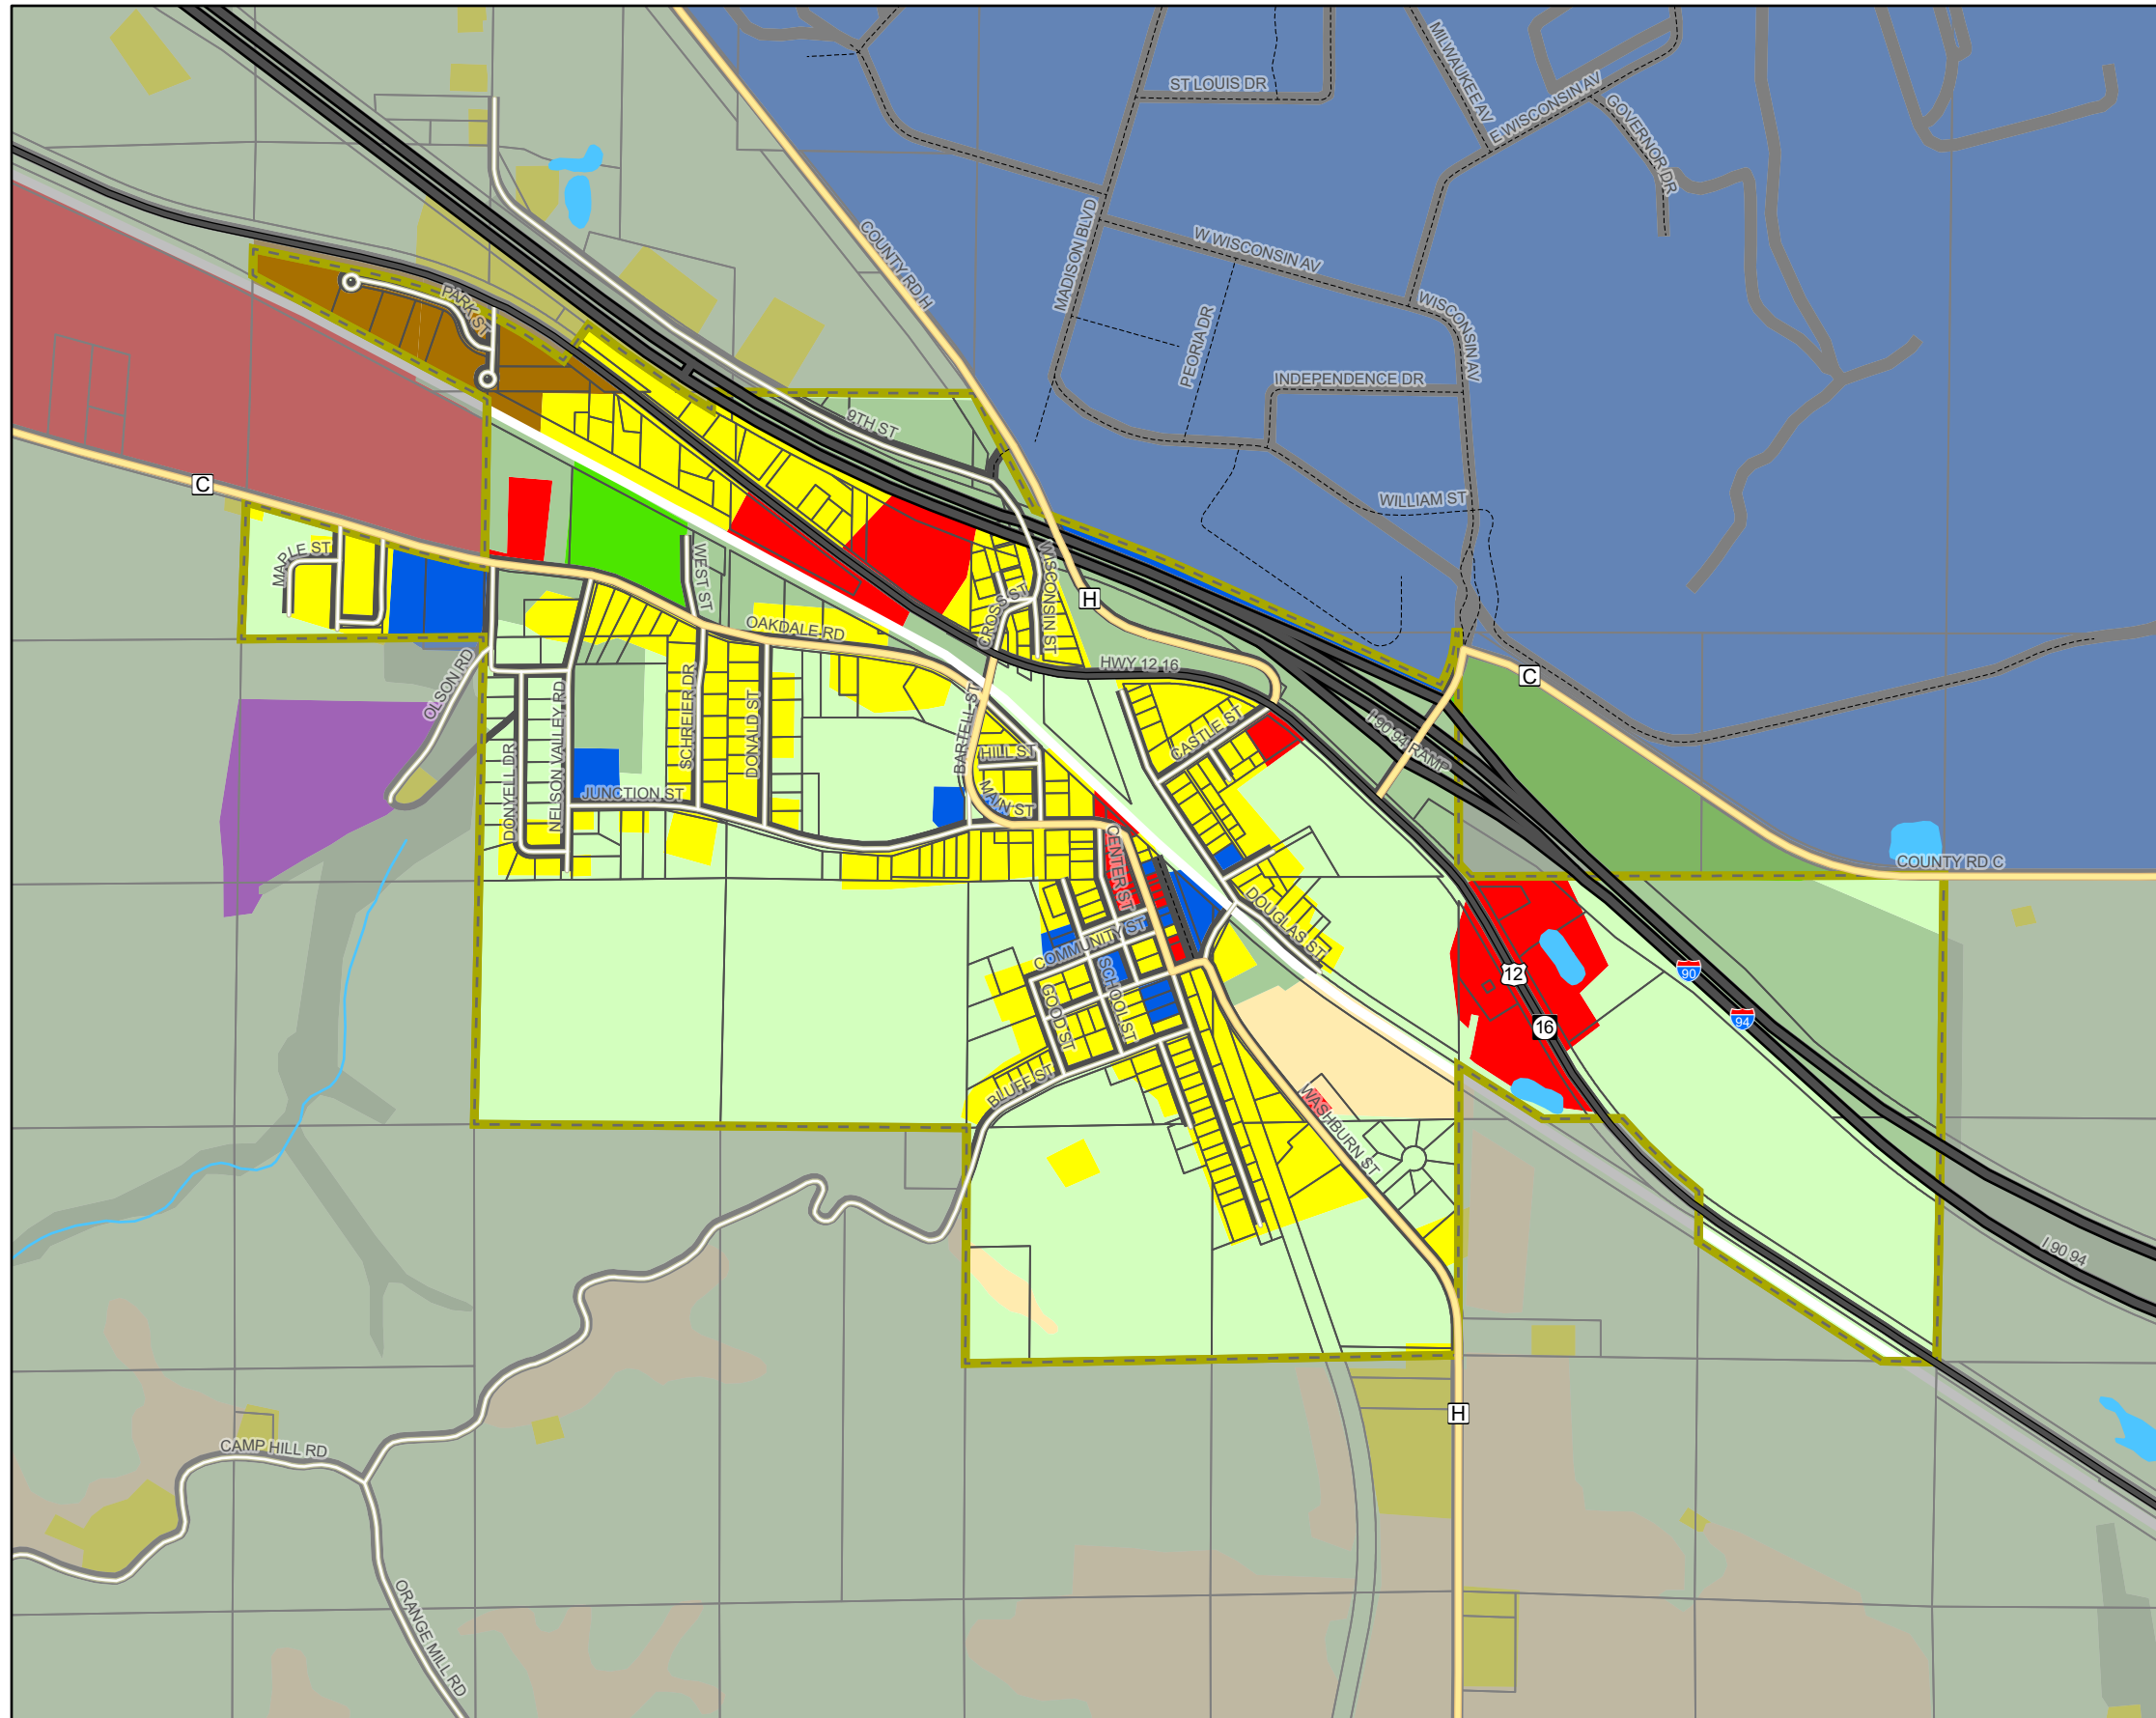 ST LOUIS DR
MILWAUKEE AV
E WISCONSIN AV
GOVERNOR DR
COUNTY RD H
MADISON BLVD
W WISCONSIN AV
PEORIA DR
WISCONSIN AV
INDEPENDENCE DR
PARK ST
9TH ST
C
WILLIAM ST
MAPLE ST
WEST ST
WISCONSIN ST
H
CROSS ST
OAKDALE RD
HWY 12 16
C
OLSON RD
SCHREIER DR
DONALD ST
NELSON VALLEY RD
DONYELL DR
BARTELL ST
HILL ST
CASTLE ST
I 90 94 RAMP
JUNCTION ST
MAIN ST
CENTER ST
COUNTY RD C
DOUGLAS ST
COMMUNITY ST
SCHOOL ST
GOOD ST
12
90
94
16
BLUFF ST
WASHBURN ST
I 90 94
H
CAMP HILL RD
ORANGE MILL RD